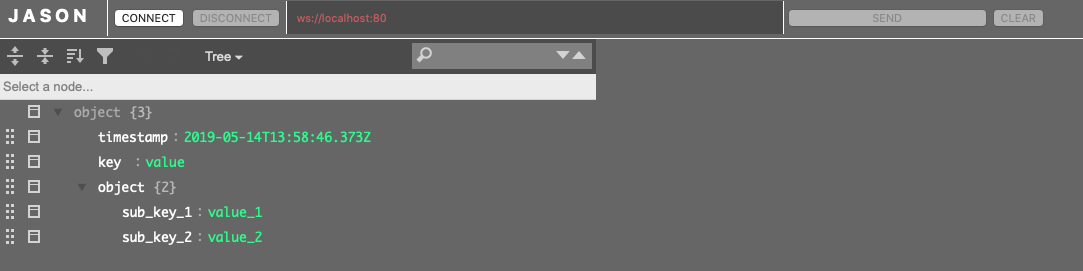 JASON CONNECT DISCONNECT ws://localhost:80 SEND CLEAR
Tree
Select a node...
object {3}
timestamp : 2019-05-14T13:58:46.373Z
key : value
object {2}
sub_key_1 : value_1
sub_key_2 : value_2